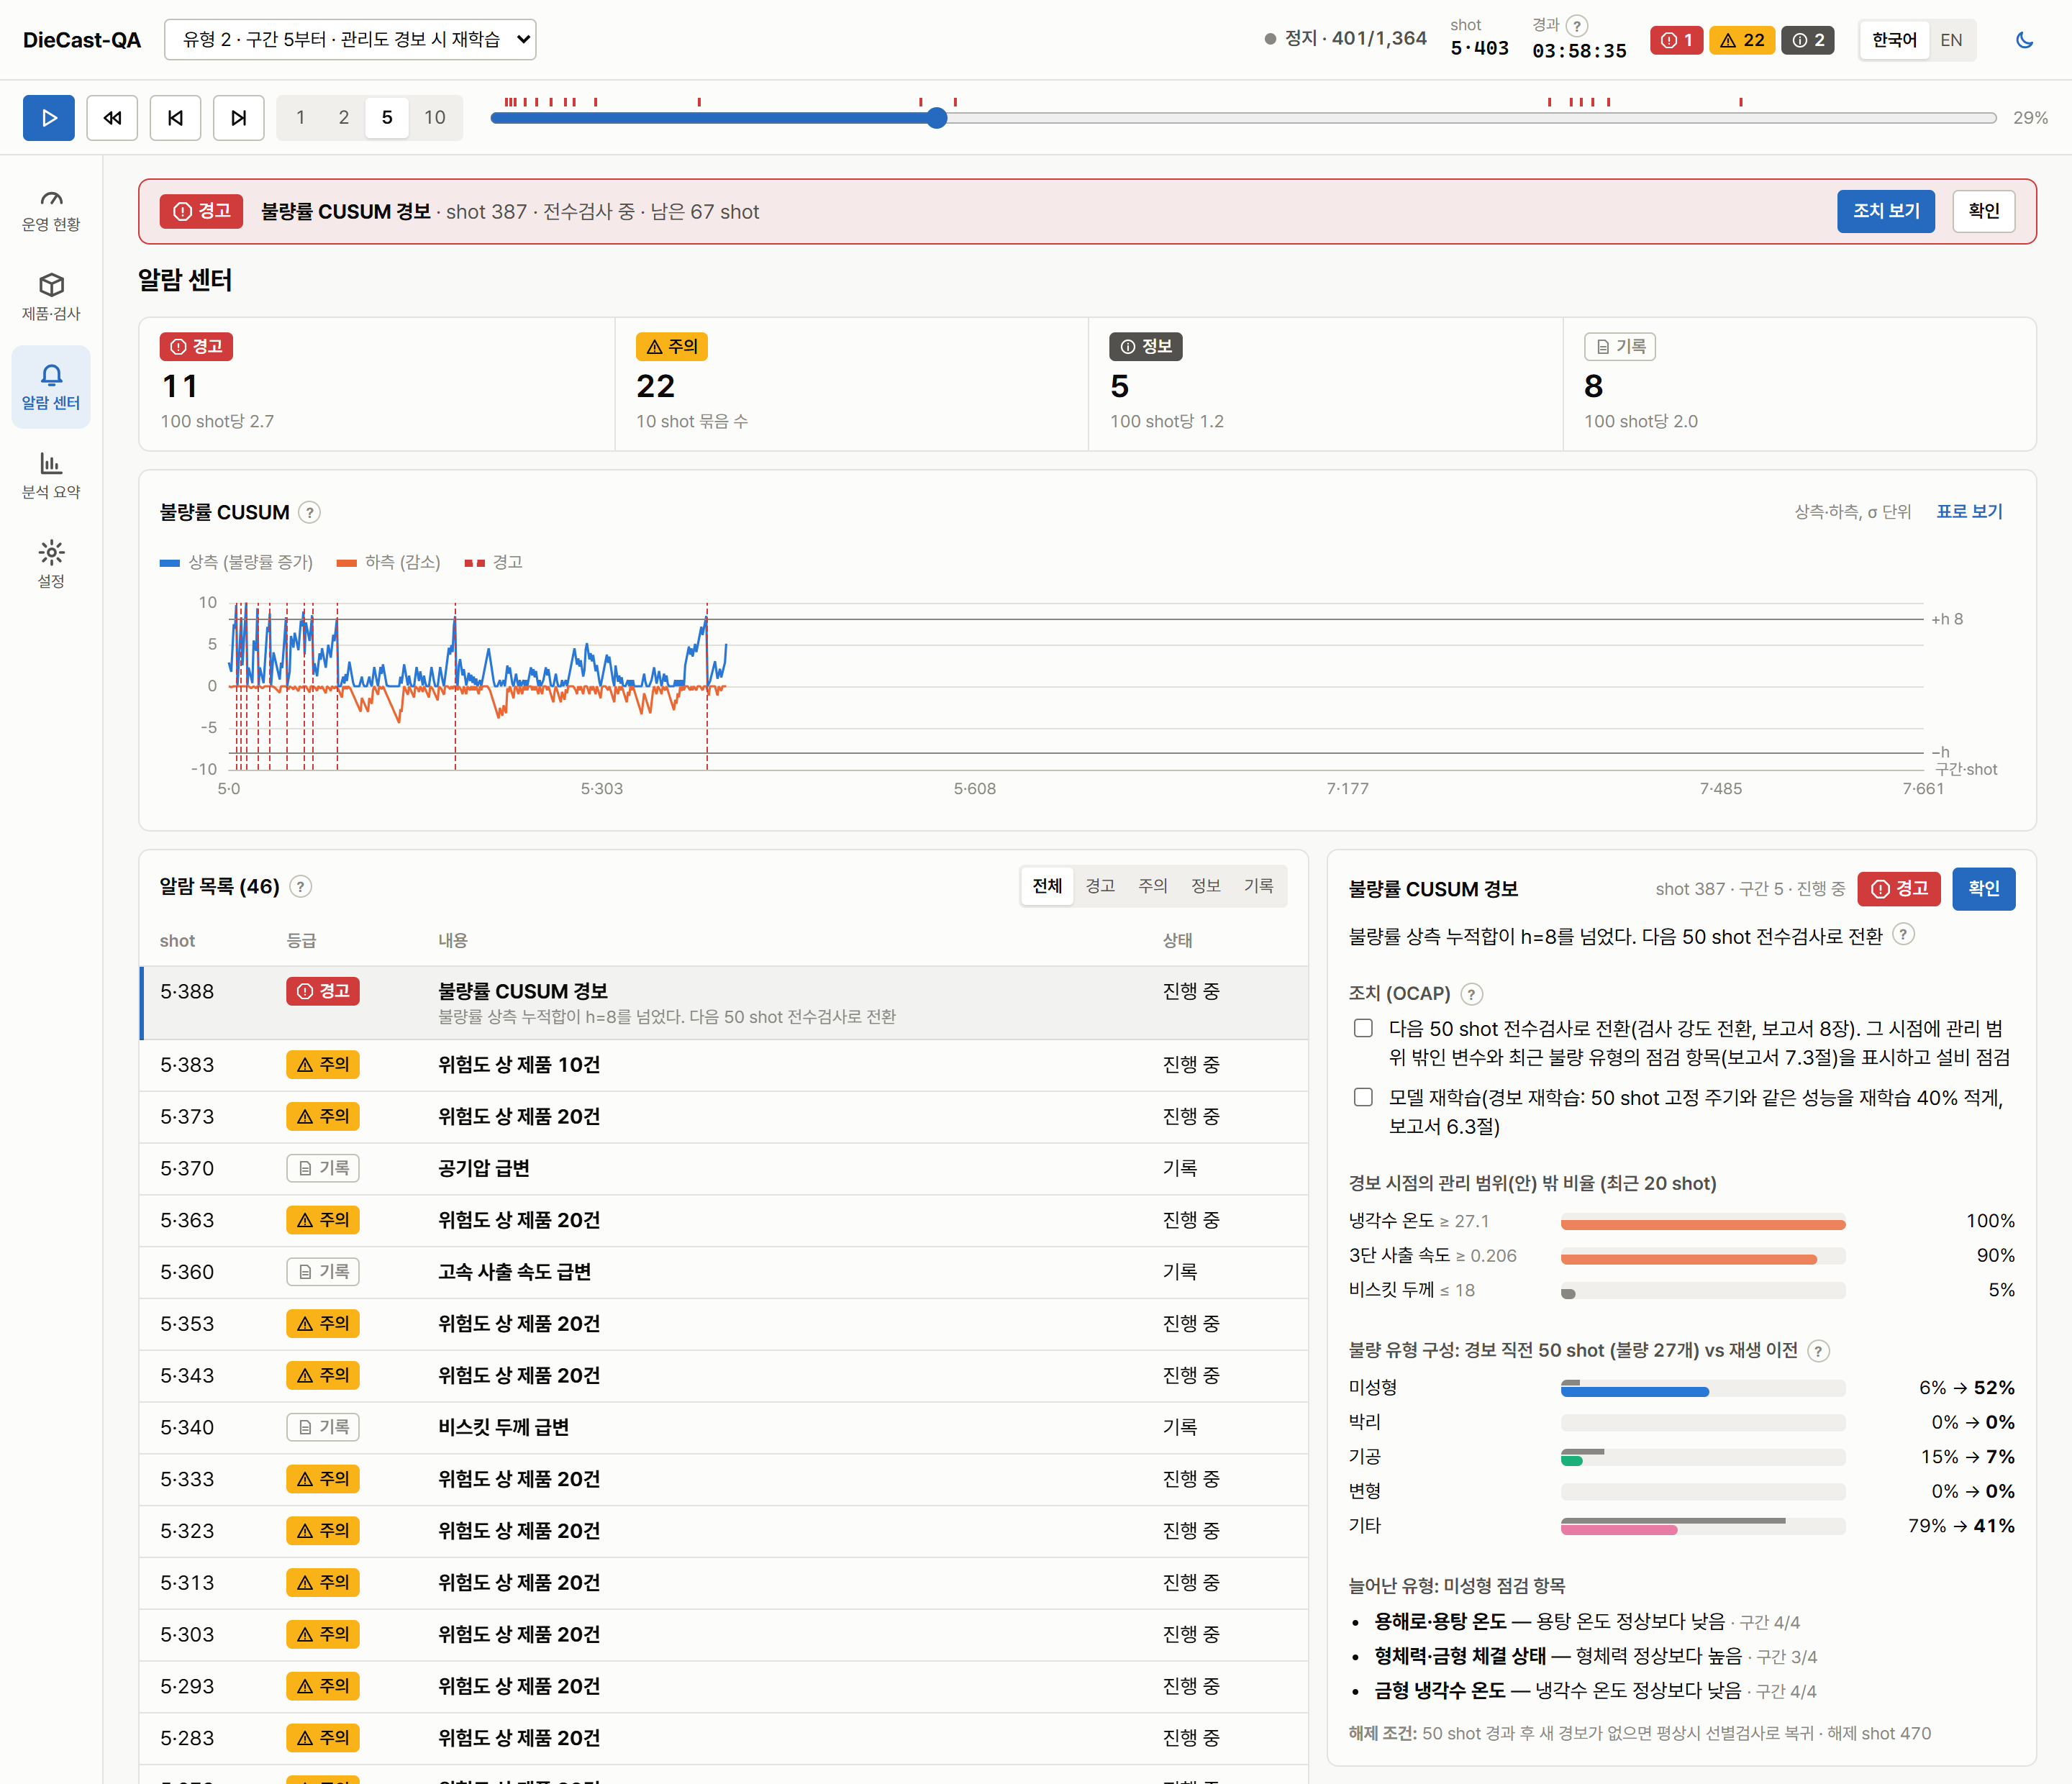 DieCast-QA
유형 2 · 구간 5부터 · 관리도 경보 시 재학습
정지 · 401/1,364
shot
5·403
경과 ?
03:58:35
1
22
2
한국어
EN
1
2
5
10
29%
운영 현황
제품·검사
알람 센터
분석 요약
설정
경고
불량률 CUSUM 경보 · shot 387 · 전수검사 중 · 남은 67 shot
조치 보기
확인
알람 센터
경고
11
100 shot당 2.7
주의
22
10 shot 묶음 수
정보
5
100 shot당 1.2
기록
8
100 shot당 2.0
불량률 CUSUM ?
상측·하측, σ 단위
표로 보기
상측 (불량률 증가)
하측 (감소)
경고
10
5
0
-5
-10
+h 8
−h
구간·shot
5·0
5·303
5·608
7·177
7·485
7·661
알람 목록 (46) ?
전체
경고
주의
정보
기록
shot 등급 내용 상태
5·388 경고 불량률 CUSUM 경보 진행 중
불량률 상측 누적합이 h=8를 넘었다. 다음 50 shot 전수검사로 전환
5·383 주의 위험도 상 제품 10건 진행 중
5·373 주의 위험도 상 제품 20건 진행 중
5·370 기록 공기압 급변 기록
5·363 주의 위험도 상 제품 20건 진행 중
5·360 기록 고속 사출 속도 급변 기록
5·353 주의 위험도 상 제품 20건 진행 중
5·343 주의 위험도 상 제품 20건 진행 중
5·340 기록 비스킷 두께 급변 기록
5·333 주의 위험도 상 제품 20건 진행 중
5·323 주의 위험도 상 제품 20건 진행 중
5·313 주의 위험도 상 제품 20건 진행 중
5·303 주의 위험도 상 제품 20건 진행 중
5·293 주의 위험도 상 제품 20건 진행 중
5·283 주의 위험도 상 제품 20건 진행 중
불량률 CUSUM 경보
shot 387 · 구간 5 · 진행 중
경고
확인
불량률 상측 누적합이 h=8를 넘었다. 다음 50 shot 전수검사로 전환 ?
조치 (OCAP) ?
다음 50 shot 전수검사로 전환(검사 강도 전환, 보고서 8장). 그 시점에 관리 범
위 밖인 변수와 최근 불량 유형의 점검 항목(보고서 7.3절)을 표시하고 설비 점검
모델 재학습(경보 재학습: 50 shot 고정 주기와 같은 성능을 재학습 40% 적게,
보고서 6.3절)
경보 시점의 관리 범위(안) 밖 비율 (최근 20 shot)
냉각수 온도 ≥ 27.1 100%
3단 사출 속도 ≥ 0.206 90%
비스킷 두께 ≤ 18 5%
불량 유형 구성: 경보 직전 50 shot (불량 27개) vs 재생 이전 ?
미성형 6% → 52%
박리 0% → 0%
기공 15% → 7%
변형 0% → 0%
기타 79% → 41%
늘어난 유형: 미성형 점검 항목
• 용해로·용탕 온도 — 용탕 온도 정상보다 낮음 · 구간 4/4
• 형체력·금형 체결 상태 — 형체력 정상보다 높음 · 구간 3/4
• 금형 냉각수 온도 — 냉각수 온도 정상보다 낮음 · 구간 4/4
해제 조건: 50 shot 경과 후 새 경보가 없으면 평상시 선별검사로 복귀 · 해제 shot 470